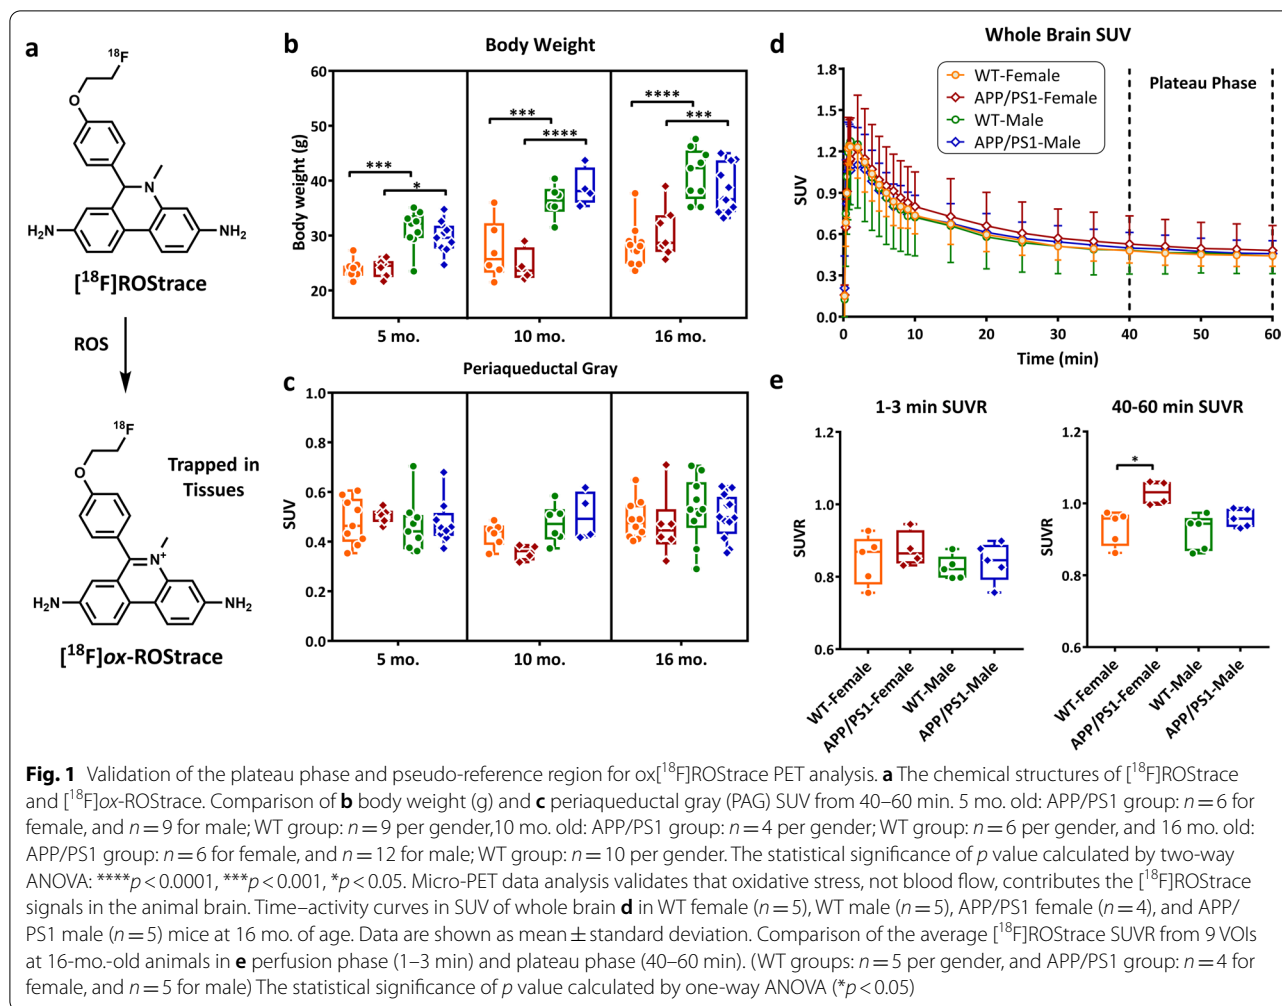 a
18F
O
N
H2N
NH2
[18F]ROStrace
ROS
18F
O
Trapped in
Tissues
N+
H2N
NH2
[18F]ox-ROStrace
b
Body Weight
Body weight (g)
60
50
40
30
20
***
*
***
****
****
***
5 mo.
10 mo.
16 mo.
c
Periaqueductal Gray
SUV
1.0
0.8
0.6
0.4
0.2
0.0
5 mo.
10 mo.
16 mo.
d
Whole Brain SUV
SUV
1.8
1.5
1.2
0.9
0.6
0.3
0.0
WT-Female
APP/PS1-Female
WT-Male
APP/PS1-Male
Plateau Phase
0
10
20
30
40
50
60
Time (min)
e
1-3 min SUVR
SUVR
1.2
1.0
0.8
0.6
WT-Female
APP/PS1-Female
WT-Male
APP/PS1-Male
40-60 min SUVR
SUVR
1.2
1.0
0.8
0.6
*
WT-Female
APP/PS1-Female
WT-Male
APP/PS1-Male
Fig. 1 Validation of the plateau phase and pseudo-reference region for ox[18F]ROStrace PET analysis. a The chemical structures of [18F]ROStrace
and [18F]ox-ROStrace. Comparison of b body weight (g) and c periaqueductal gray (PAG) SUV from 40–60 min. 5 mo. old: APP/PS1 group: n = 6 for
female, and n = 9 for male; WT group: n = 9 per gender,10 mo. old: APP/PS1 group: n = 4 per gender; WT group: n = 6 per gender, and 16 mo. old:
APP/PS1 group: n = 6 for female, and n = 12 for male; WT group: n = 10 per gender. The statistical significance of p value calculated by two-way
ANOVA: ****p < 0.0001, ***p < 0.001, *p < 0.05. Micro-PET data analysis validates that oxidative stress, not blood flow, contributes the [18F]ROStrace
signals in the animal brain. Time–activity curves in SUV of whole brain d in WT female (n = 5), WT male (n = 5), APP/PS1 female (n = 4), and APP/
PS1 male (n = 5) mice at 16 mo. of age. Data are shown as mean ± standard deviation. Comparison of the average [18F]ROStrace SUVR from 9 VOIs
at 16-mo.-old animals in e perfusion phase (1–3 min) and plateau phase (40–60 min). (WT groups: n = 5 per gender, and APP/PS1 group: n = 4 for
female, and n = 5 for male) The statistical significance of p value calculated by one-way ANOVA (*p < 0.05)